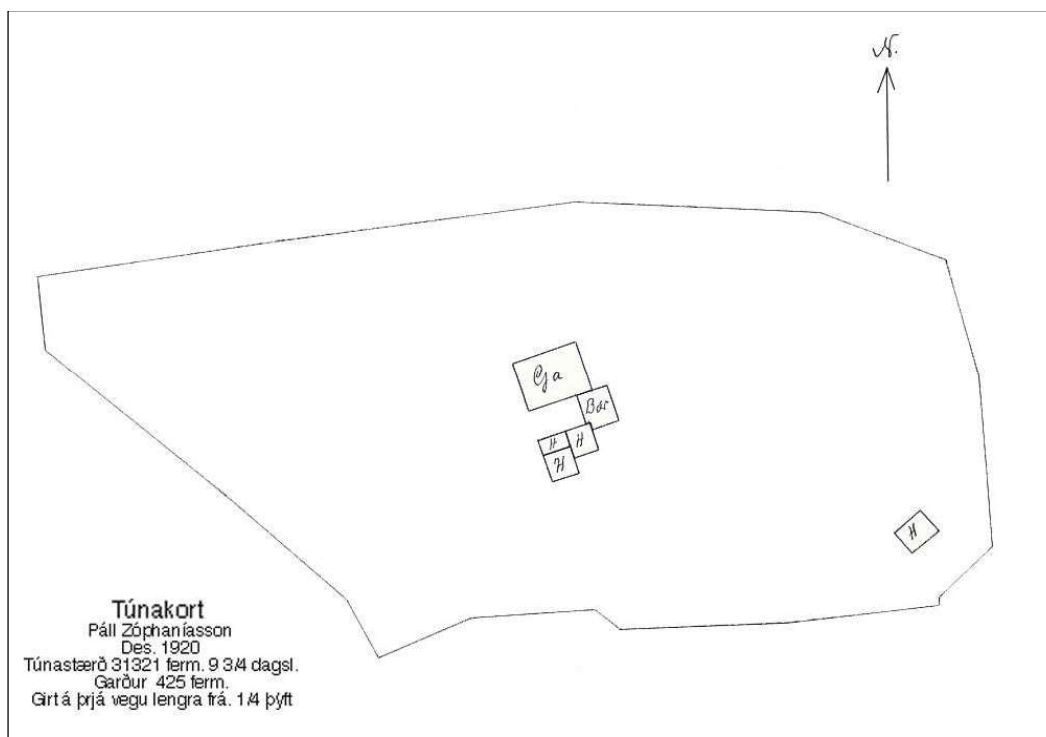 N.
Ga
Bær
H H
H
H
Túnakort
Páll Zóphaníasson
Des. 1920
Túnastærð 31321 ferm. 9 3/4 dagsl.
Garður 425 ferm.
Girt á þrjá vegu lengra frá. 1/4 þýft